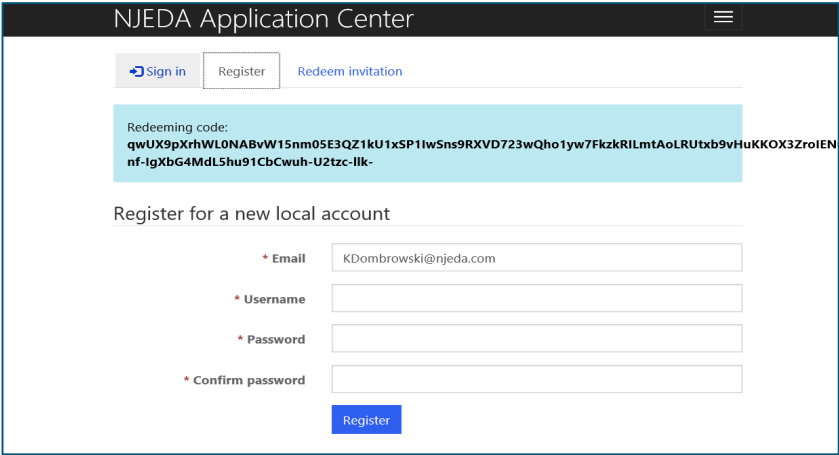 NJEDA Application Center
Sign in Register Redeem invitation
Redeeming code:
qwUX9pXrhWL0NABvW15nm05E3QZ1kU1xSP1IwSns9RXVD723wQho1yw7FkzkRILmtAoLRUtxb9vHuKKOX3ZroIEN
nf-IgXbG4MdL5hu91CbCwuh-U2tzc-llk-
Register for a new local account
* Email KDombrowski@njeda.com
* Username
* Password
* Confirm password
Register